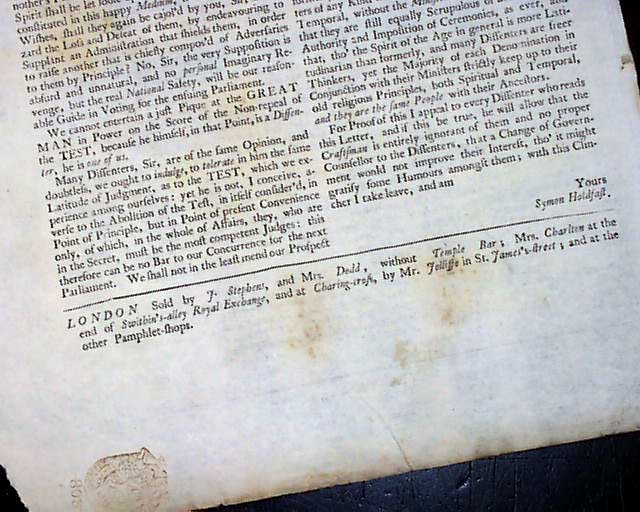 Spirit shall be let loose
constituted in this happy
Wishes, shall they again be cajol'd by you, Sir,
zard the Loss and Defeat of them, by endeavouring to
Supplant an Administration that shields them, in order
to raise another that is chiefly compos'd of Adversaries
to them by Principle? No, Sir, the very Supposition is
absurd and unnatural, and no personal Imaginary Re-
venge, but the real National Safety, will be our reason-
able Guide in Voting for the ensuing Parliament.
We cannot entertain a just Pique at the GREAT
MAN in Power on the Score of the Non-repeal of
the TEST, because he himself, in that Point, is a Dissen-
ter, he is one of us.
Many Dissenters, Sir, are of the same Opinion, and
doubtless, we ought to indulge, to tolerate in him the same
Latitude of Judgment, as to the TEST, which we ex-
perience among ourselves: yet he is not, I conceive, a-
verse to the Abolition of the Test, in itself consider'd, in
Point of Principle, but in Point of present Convenience
only, of which, in the whole of Affairs, they, who are
in the Secret, must be the most competent Judges: this
therefore can be no Bar to our Concurrence for the next
Parliament. We shall not in the least mend our Prospect
ters of any Kind
Temporal, without the
that they are still equally Scrupulous of the
Authority and Imposition of Ceremonies, as ever, and
that, tho' the Spirit of the Age in general, is more Lati-
tudinarian than formerly, and many Dissenters are freer
Thinkers, yet the Majority of each Denomination in
Conjunction with their Ministers strictly keep up to their
old religious Principles, both Spiritual and Temporal,
and they are the same People with their Ancestors.
For Proof of this I appeal to every Dissenter who reads
this Letter, and if this be true, he will allow that the
Craftsman is entirely ignorant of them and no proper
Counsellor to the Dissenters, that a Change of Govern-
ment would not improve their Interest, tho' it might
gratify some Humours amongst them; with this Clin-
cher I take leave, and am
Yours
Symon Holdfast.
LONDON Sold by J. Stephens, and Mrs. Dodd, without Temple Bar; Mrs. Charlton at the
end of Swithin's-alley Royal Exchange, and at Charing-cross, by Mr. Jolliffe in St. James's-street; and at the
other Pamphlet-shops.